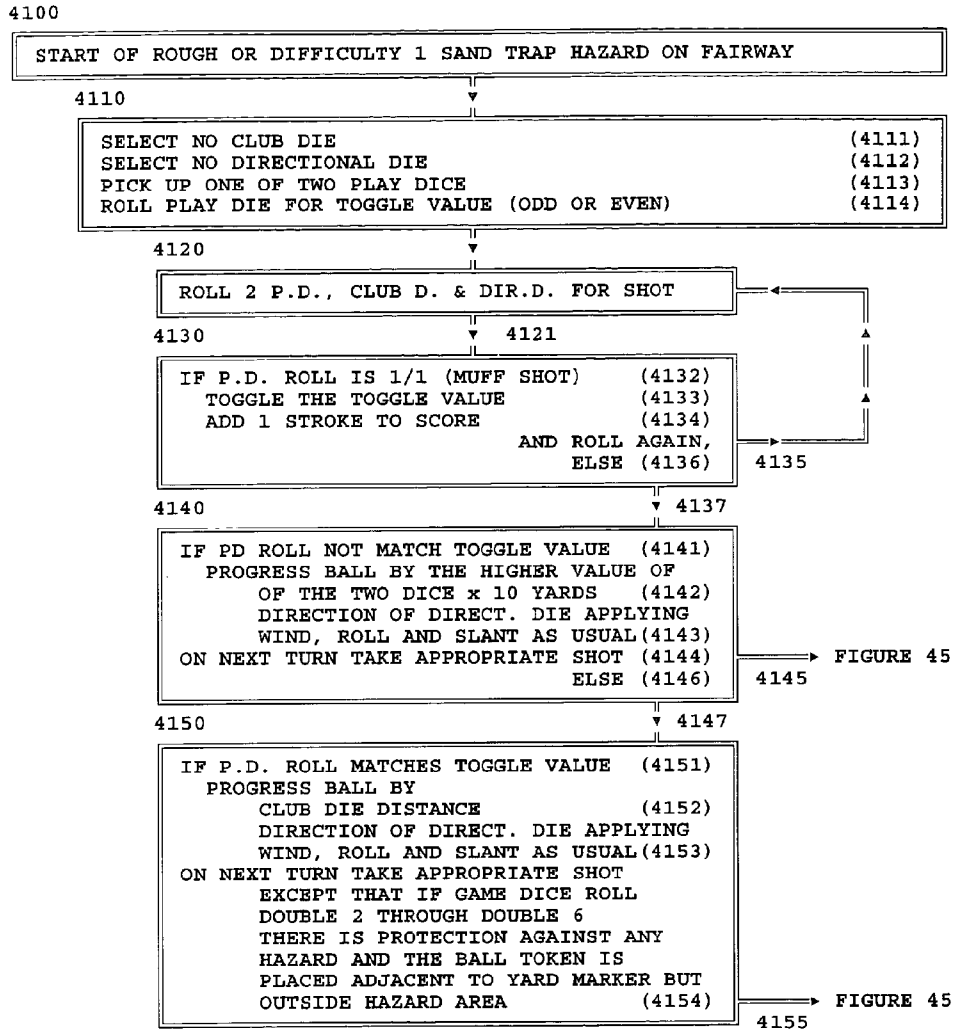 4100
START OF ROUGH OR DIFFICULTY 1 SAND TRAP HAZARD ON FAIRWAY
4110
SELECT NO CLUB DIE (4111)
SELECT NO DIRECTIONAL DIE (4112)
PICK UP ONE OF TWO PLAY DICE (4113)
ROLL PLAY DIE FOR TOGGLE VALUE (ODD OR EVEN) (4114)
4120
ROLL 2 P.D., CLUB D. & DIR.D. FOR SHOT
4130 4121
IF P.D. ROLL IS 1/1 (MUFF SHOT) (4132)
TOGGLE THE TOGGLE VALUE (4133)
ADD 1 STROKE TO SCORE (4134)
AND ROLL AGAIN,
ELSE (4136) 4135
4140 4137
IF PD ROLL NOT MATCH TOGGLE VALUE (4141)
PROGRESS BALL BY THE HIGHER VALUE OF
OF THE TWO DICE x 10 YARDS (4142)
DIRECTION OF DIRECT. DIE APPLYING
WIND, ROLL AND SLANT AS USUAL(4143)
ON NEXT TURN TAKE APPROPRIATE SHOT (4144) FIGURE 45
ELSE (4146) 4145
4150 4147
IF P.D. ROLL MATCHES TOGGLE VALUE (4151)
PROGRESS BALL BY
CLUB DIE DISTANCE (4152)
DIRECTION OF DIRECT. DIE APPLYING
WIND, ROLL AND SLANT AS USUAL(4153)
ON NEXT TURN TAKE APPROPRIATE SHOT
EXCEPT THAT IF GAME DICE ROLL
DOUBLE 2 THROUGH DOUBLE 6
THERE IS PROTECTION AGAINST ANY
HAZARD AND THE BALL TOKEN IS
PLACED ADJACENT TO YARD MARKER BUT
OUTSIDE HAZARD AREA (4154) FIGURE 45
4155